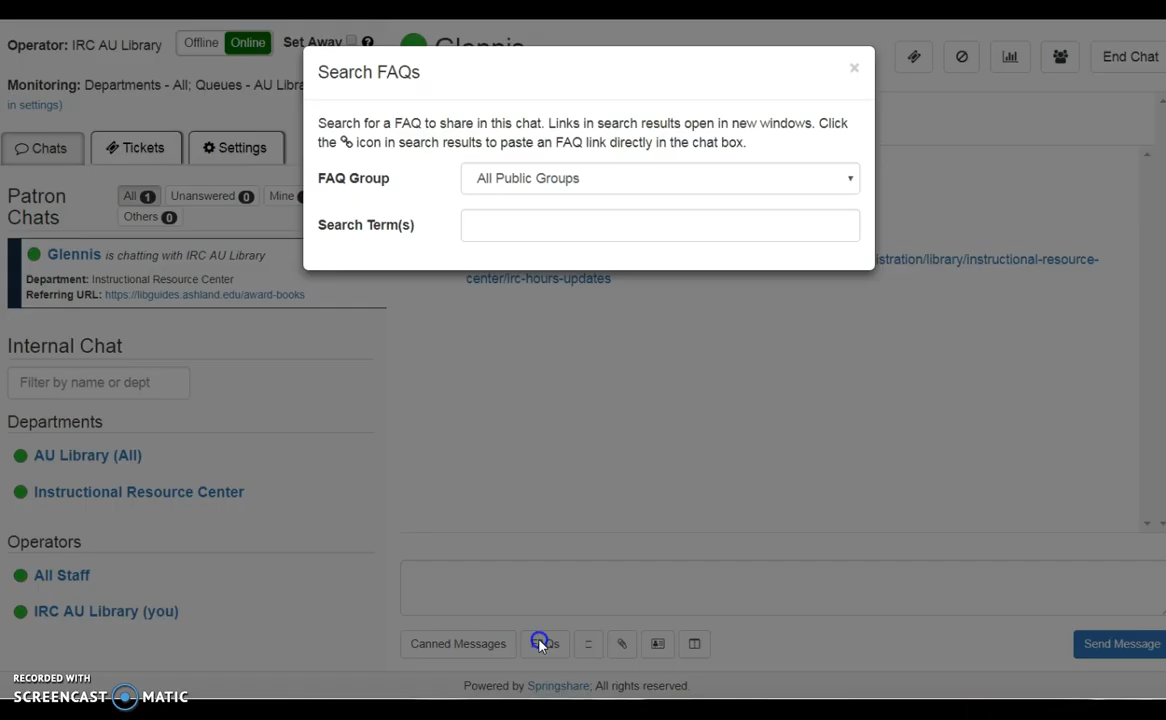 Operator: IRC AU Library Offline Online Set Away
Monitoring: Departments - All; Queues - AU Libra
in settings)
Chats Tickets Settings
Patron Chats
All 1 Unanswered 0 Mine
Others 0
Glennis is chatting with IRC AU Library
Department: Instructional Resource Center
Referring URL: https://libguides.ashland.edu/award-books
Internal Chat
Filter by name or dept
Departments
AU Library (All)
Instructional Resource Center
Operators
All Staff
IRC AU Library (you)
Glennis
End Chat
Search FAQs ×
Search for a FAQ to share in this chat. Links in search results open in new windows. Click
the icon in search results to paste an FAQ link directly in the chat box.
FAQ Group All Public Groups
Search Term(s)
istration/library/instructional-resource-
center/irc-hours-updates
Canned Messages FAQs Send Message
Powered by Springshare; All rights reserved.
RECORDED WITH
SCREENCAST MATIC